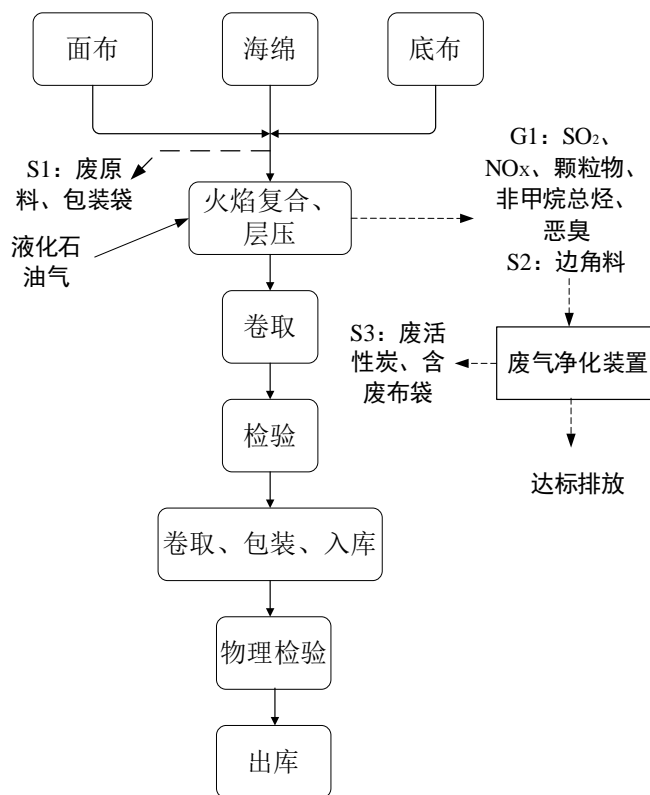 面布
海绵
底布
S1：废原
料、包装袋
G1：SO₂、
NOX、颗粒物、
非甲烷总烃、
恶臭
S2：边角料
火焰复合、
层压
液化石
油气
卷取
S3：废活
性炭、含
废布袋
废气净化装置
检验
达标排放
卷取、包装、入库
物理检验
出库